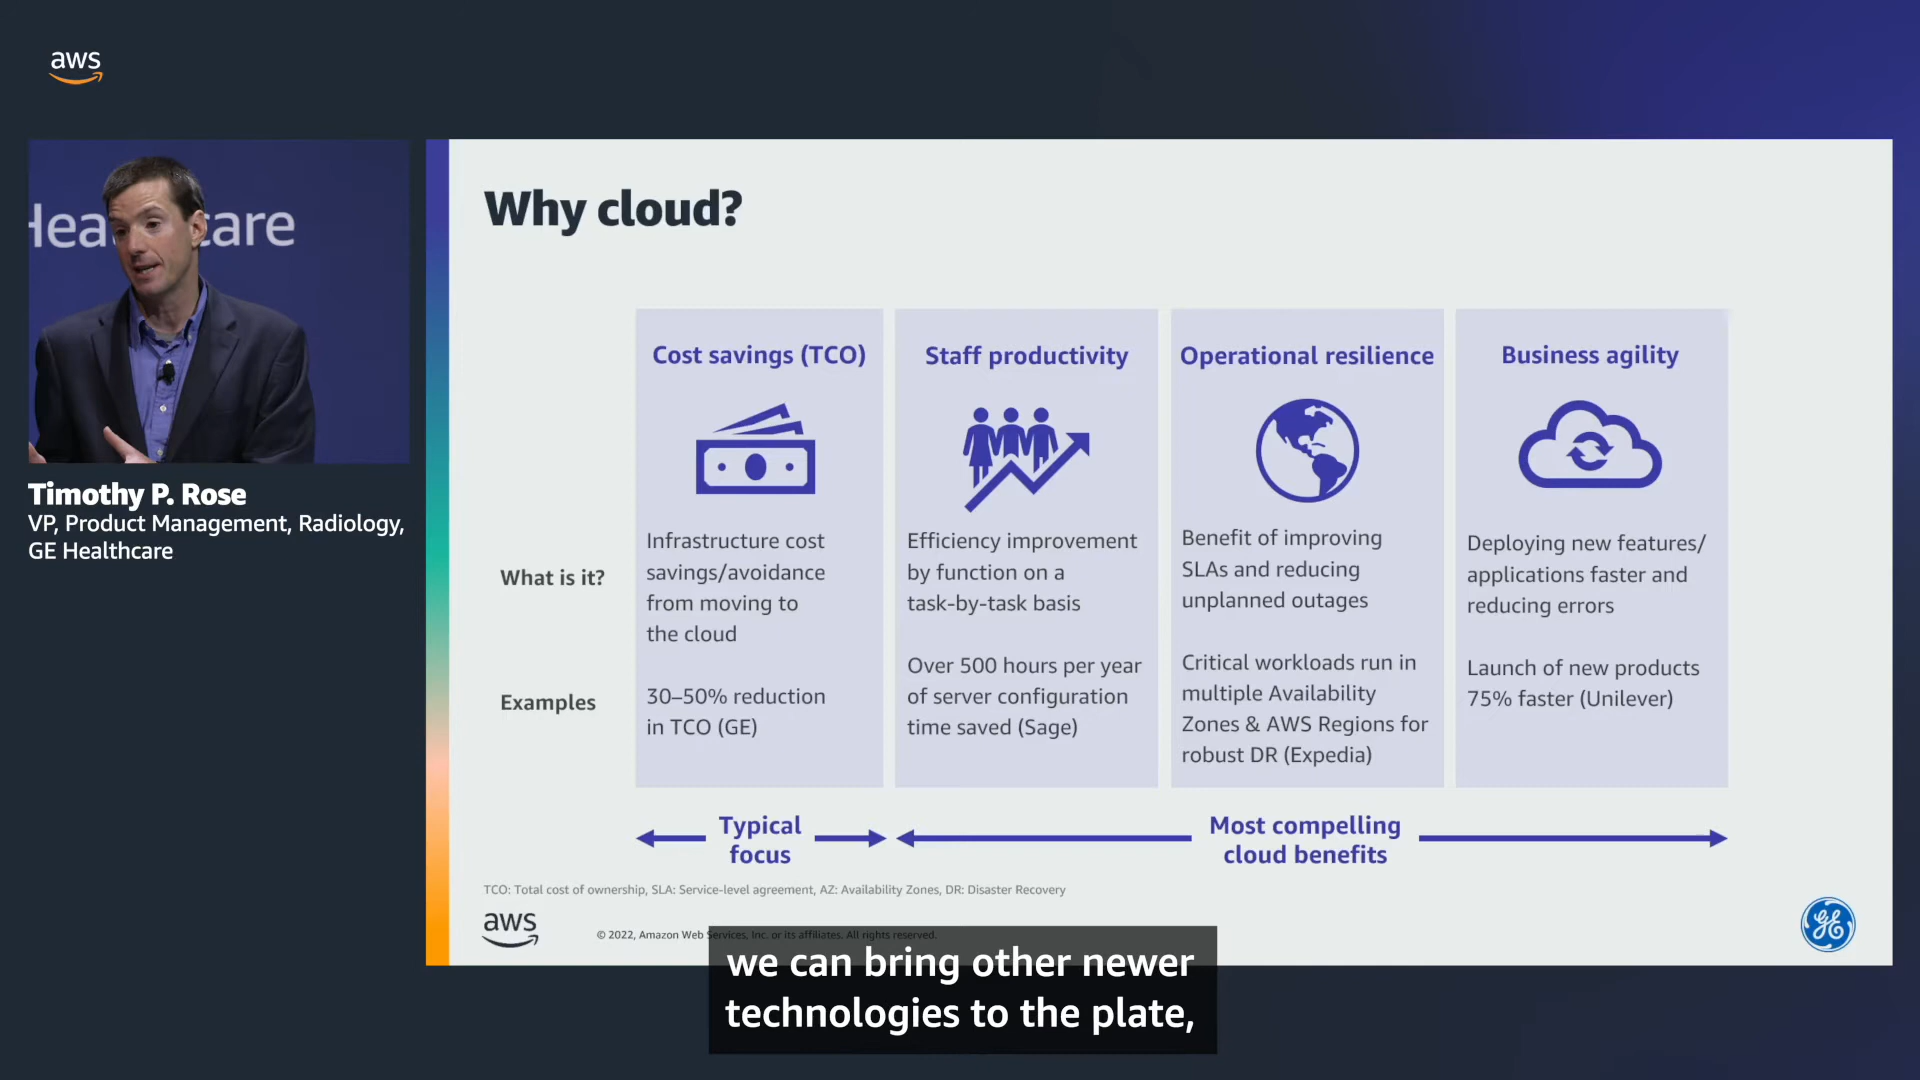 aws
Healthcare
Timothy P. Rose
VP, Product Management, Radiology,
GE Healthcare
Why cloud?
Cost savings (TCO)
Staff productivity
Operational resilience
Business agility
What is it?
Infrastructure cost
savings/avoidance
from moving to
the cloud
Efficiency improvement
by function on a
task-by-task basis
Benefit of improving
SLAs and reducing
unplanned outages
Deploying new features/
applications faster and
reducing errors
Examples
30–50% reduction
in TCO (GE)
Over 500 hours per year
of server configuration
time saved (Sage)
Critical workloads run in
multiple Availability
Zones & AWS Regions for
robust DR (Expedia)
Launch of new products
75% faster (Unilever)
Typical
focus
Most compelling
cloud benefits
TCO: Total cost of ownership, SLA: Service-level agreement, AZ: Availability Zones, DR: Disaster Recovery
aws
© 2022, Amazon Web Services, Inc. or its affiliates. All rights reserved.
GE
we can bring other newer
technologies to the plate,